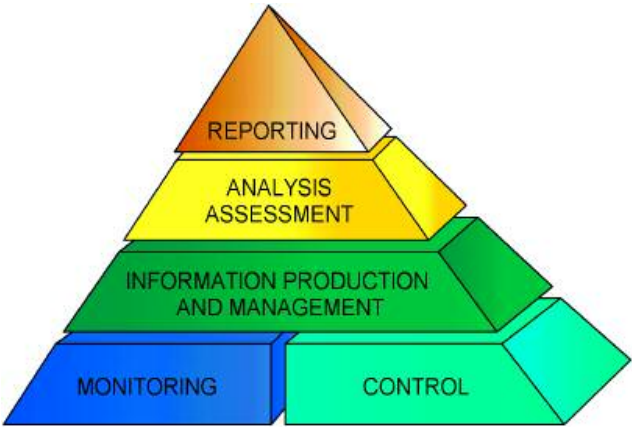 REPORTING
ANALYSIS
ASSESSMENT
INFORMATION PRODUCTION
AND MANAGEMENT
MONITORING
CONTROL